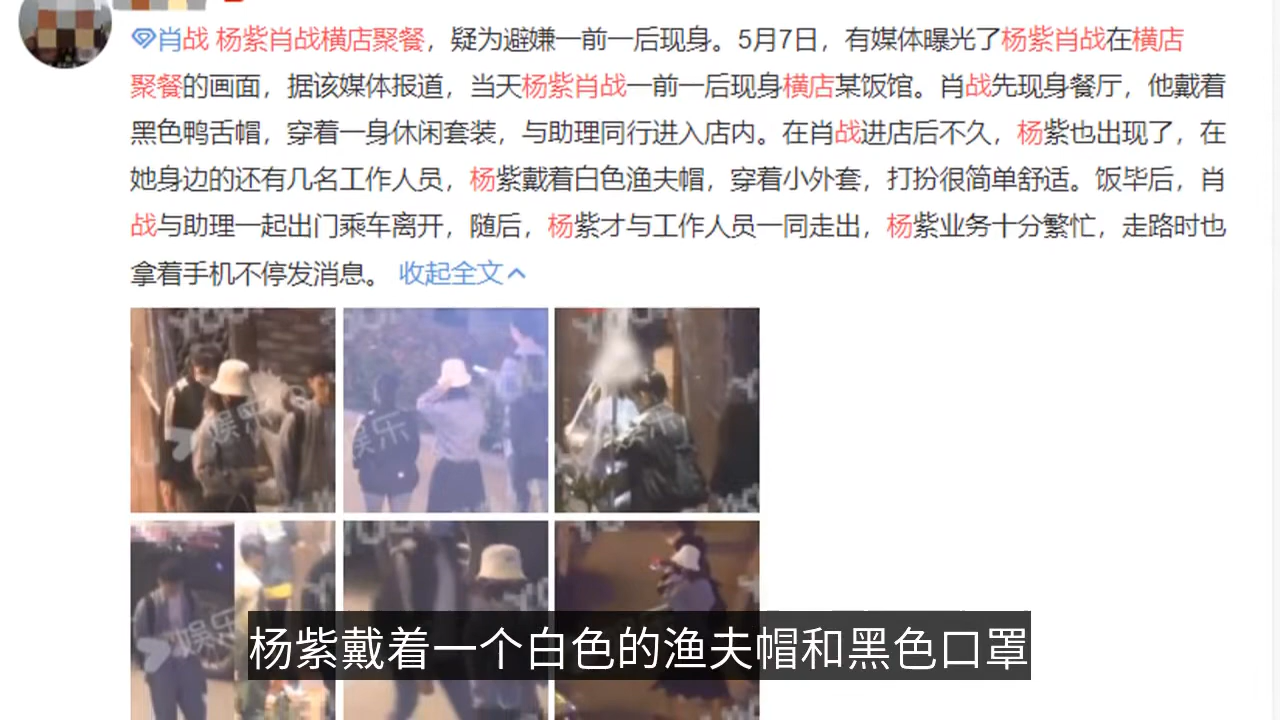 肖战 杨紫肖战横店聚餐，疑为避嫌一前一后现身。5月7日，有媒体曝光了杨紫肖战在横店
聚餐的画面，据该媒体报道，当天杨紫肖战一前一后现身横店某饭馆。肖战先现身餐厅，他戴着
黑色鸭舌帽，穿着一身休闲套装，与助理同行进入店内。在肖战进店后不久，杨紫也出现了，在
她身边的还有几名工作人员，杨紫戴着白色渔夫帽，穿着小外套，打扮很简单舒适。饭毕后，肖
战与助理一起出门乘车离开，随后，杨紫才与工作人员一同走出，杨紫业务十分繁忙，走路时也
拿着手机不停发消息。 收起全文
娱乐
娱乐
娱乐
娱乐
杨紫戴着一个白色的渔夫帽和黑色口罩